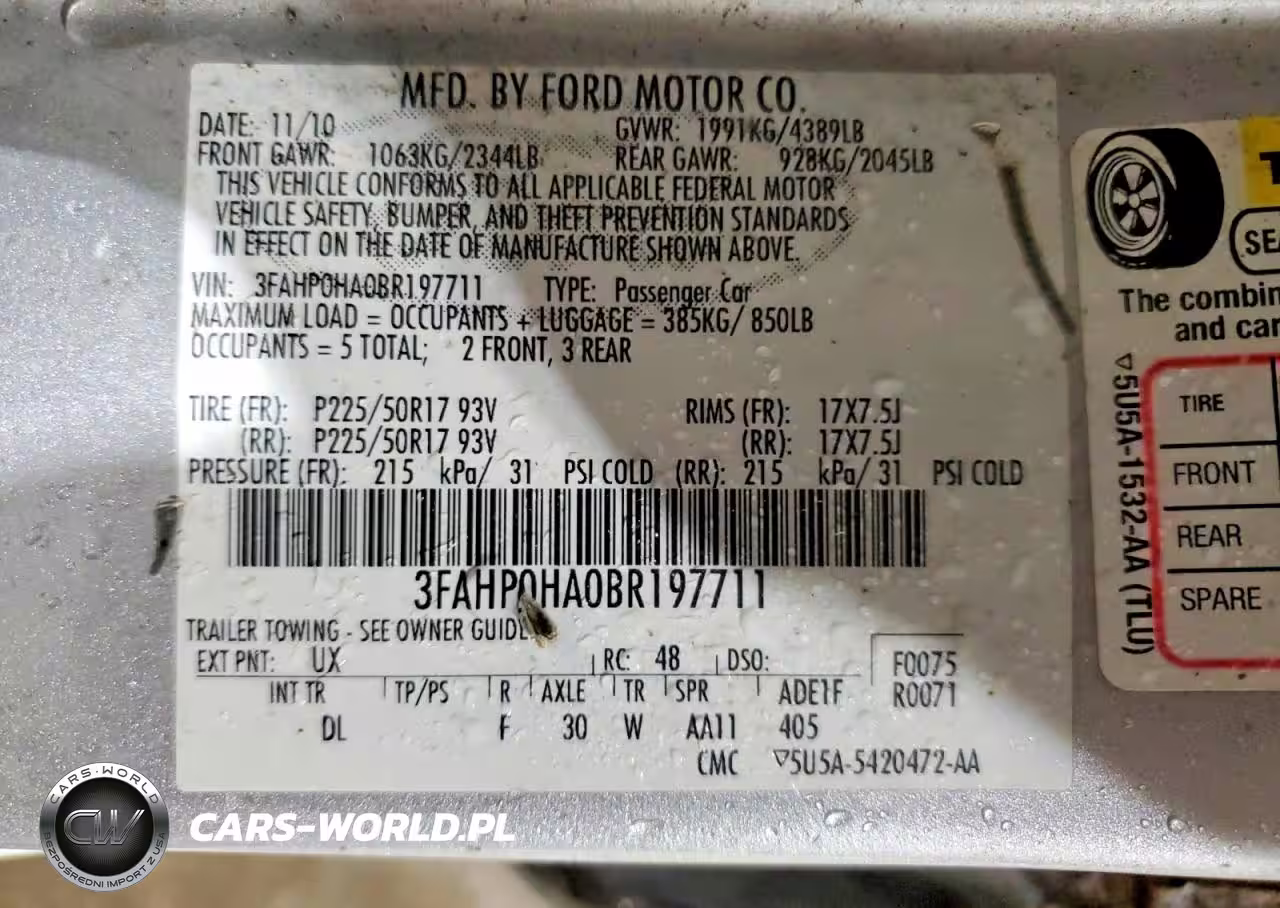 MFD. BY FORD MOTOR CO.
DATE: 11/10 GVWR: 1991KG/4389LB
FRONT GAWR: 1063KG/2344LB REAR GAWR: 928KG/2045LB
THIS VEHICLE CONFORMS TO ALL APPLICABLE FEDERAL MOTOR
VEHICLE SAFETY, BUMPER, AND THEFT PREVENTION STANDARDS
IN EFFECT ON THE DATE OF MANUFACTURE SHOWN ABOVE.
VIN: 3FAHP0HA0BR197711 TYPE: Passenger Car
MAXIMUM LOAD = OCCUPANTS + LUGGAGE = 385KG/ 850LB
OCCUPANTS = 5 TOTAL; 2 FRONT, 3 REAR
TIRE (FR): P225/50R17 93V RIMS (FR): 17X7.5J
(RR): P225/50R17 93V (RR): 17X7.5J
PRESSURE (FR): 215 kPa/ 31 PSI COLD (RR): 215 kPa/ 31 PSI COLD
3FAHP0HA0BR197711
TRAILER TOWING - SEE OWNER GUIDE
EXT PNT: UX RC: 48 DSO: F0075
INT TR TP/PS R AXLE TR SPR ADE1F R0071
DL F 30 W AA11 405
CMC ▽5U5A-5420472-AA
SEA
The combin
and car
TIRE
FRONT
REAR
SPARE
▽5U5A-1532-AA (TLU)
CARS-WORLD
CW
BEZPOŚREDNI IMPORT Z USA
CARS-WORLD.PL